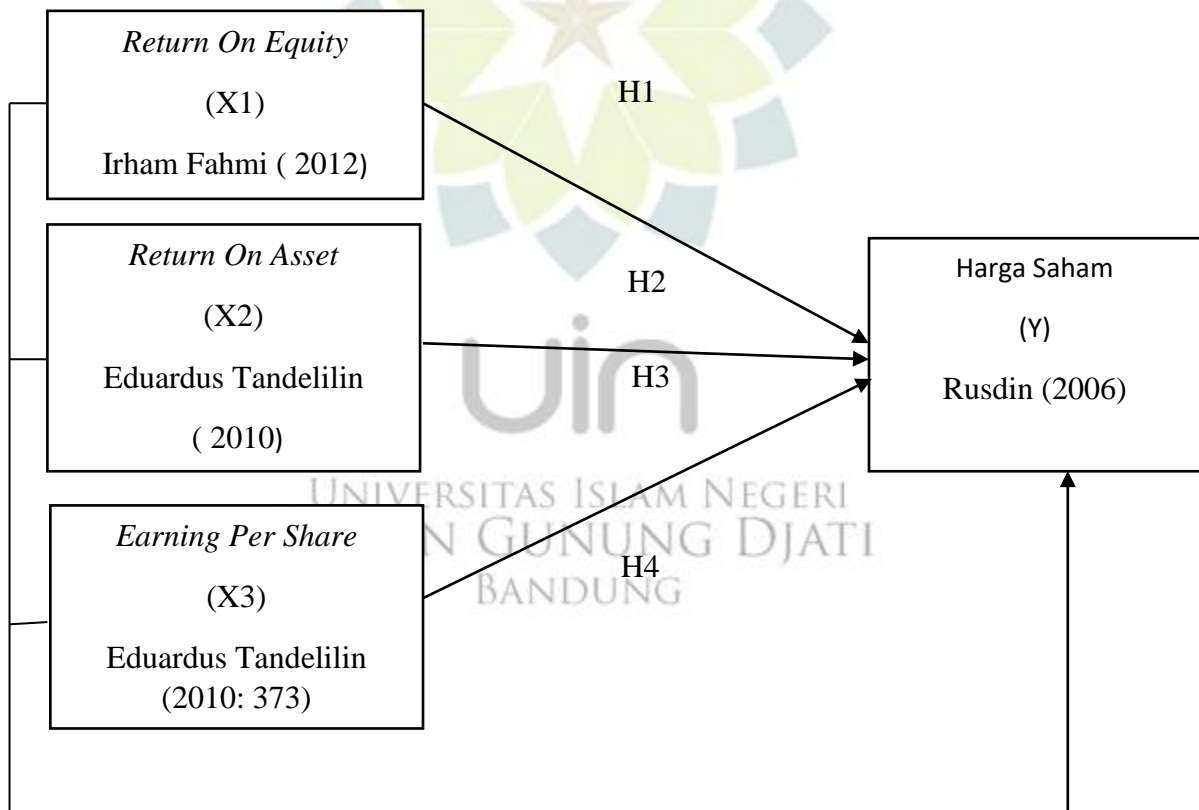 Return On Equity
(X1)
Irham Fahmi ( 2012)
H1
Return On Asset
(X2)
Eduardus Tandelilin
( 2010)
H2
H3
Harga Saham
(Y)
Rusdin (2006)
uin
UNIVERSITAS ISLAM NEGERI
GUNUNG DJATI
BANDUNG
Earning Per Share
(X3)
Eduardus Tandelilin
(2010: 373)
H4